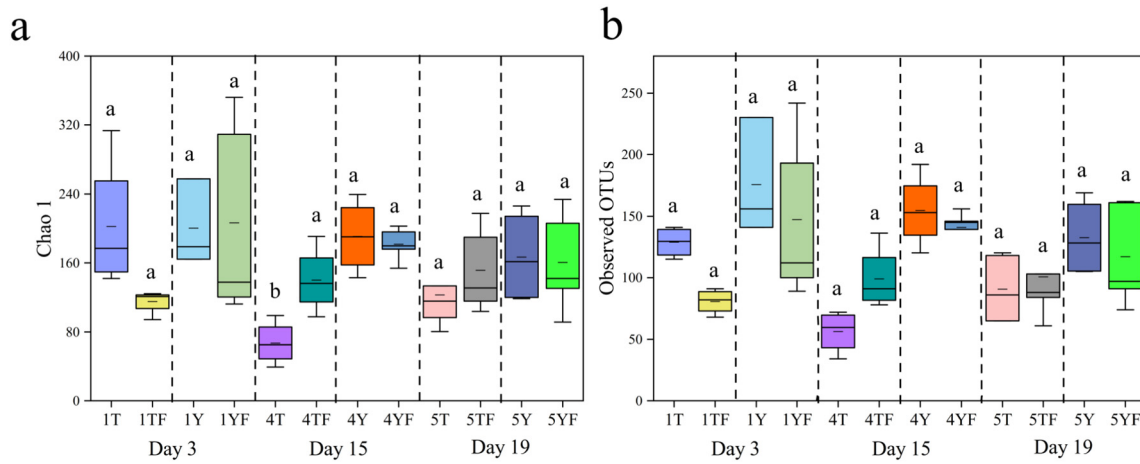 a
400
320
240
160
80
0
Chao 1
a
a
a
a
b
a
a
a
a
a
a
a
1T
1TF
1Y
1YF
4T
4TF
4Y
4YF
5T
5TF
5Y
5YF
Day 3
Day 15
Day 19
b
250
200
150
100
50
0
Observed OTUs
a
a
a
a
a
a
a
a
a
a
a
a
1T
1TF
1Y
1YF
4T
4TF
4Y
4YF
5T
5TF
5Y
5YF
Day 3
Day 15
Day 19